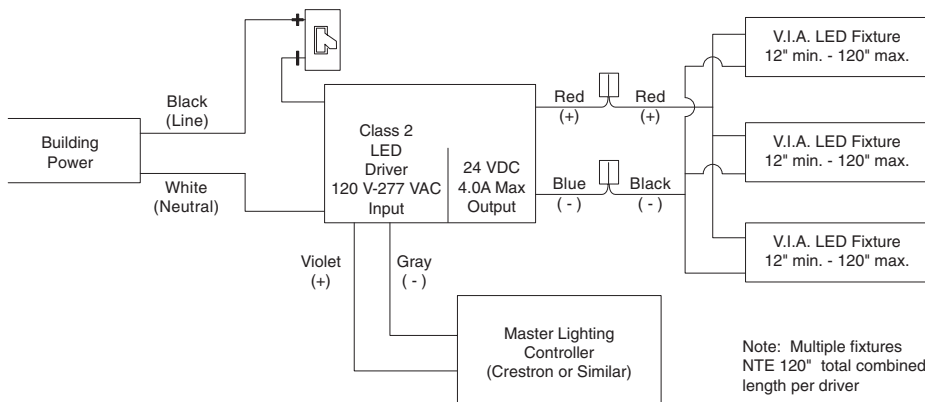 Building
Power
Black
(Line)
White
(Neutral)
Class 2
LED
Driver
120 V-277 VAC
Input
24 VDC
4.0A Max
Output
Red
(+)
Red
(+)
Blue
( - )
Black
( - )
V.I.A. LED Fixture
12" min. - 120" max.
V.I.A. LED Fixture
12" min. - 120" max.
V.I.A. LED Fixture
12" min. - 120" max.
Violet
(+)
Gray
( - )
Master Lighting
Controller
(Crestron or Similar)
Note: Multiple fixtures
NTE 120" total combined
length per driver